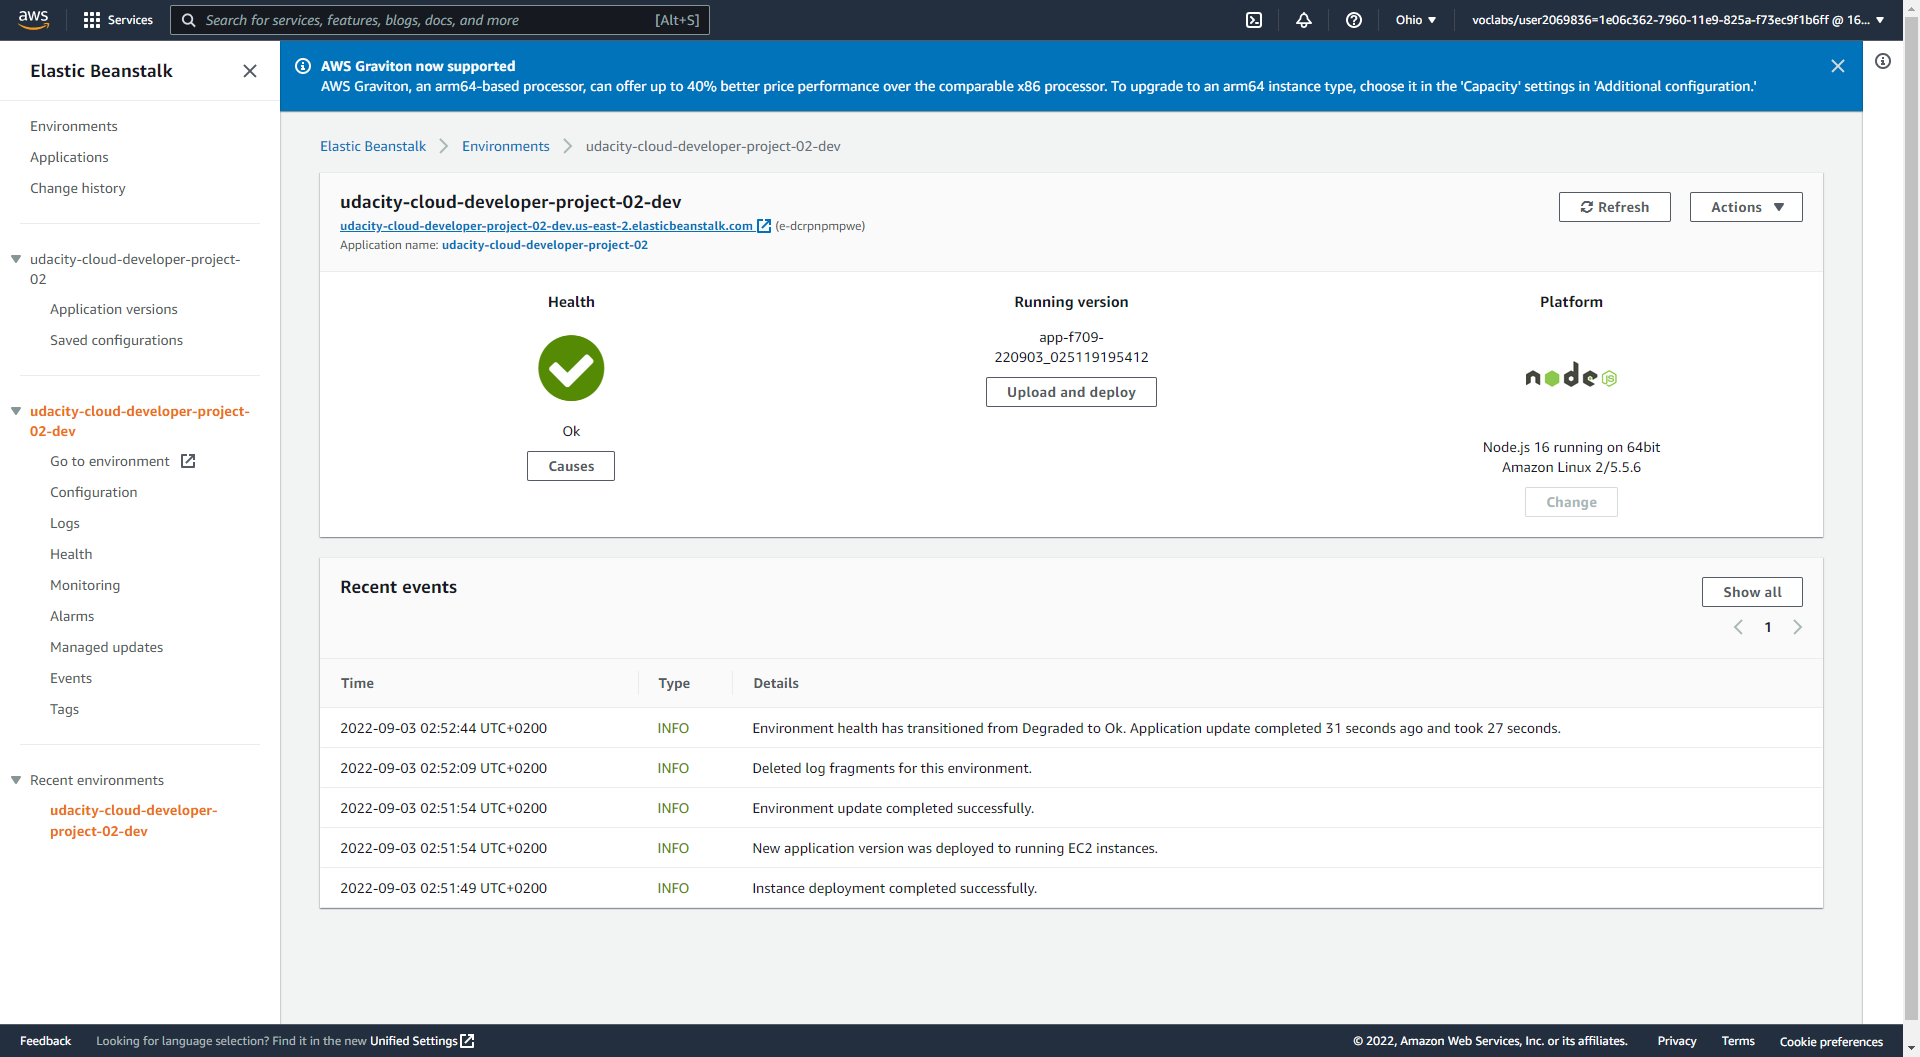 aws
Services
Search for services, features, blogs, docs, and more
[Alt+S]
Ohio
voclabs/user2069836=1e06c362-7960-11e9-825a-f73ec9f1b6ff @ 16...
Elastic Beanstalk
Environments
Applications
Change history
udacity-cloud-developer-project-
02
Application versions
Saved configurations
udacity-cloud-developer-project-
02-dev
Go to environment
Configuration
Logs
Health
Monitoring
Alarms
Managed updates
Events
Tags
Recent environments
udacity-cloud-developer-
project-02-dev
AWS Graviton now supported
AWS Graviton, an arm64-based processor, can offer up to 40% better price performance over the comparable x86 processor. To upgrade to an arm64 instance type, choose it in the 'Capacity' settings in 'Additional configuration.'
Elastic Beanstalk
Environments
udacity-cloud-developer-project-02-dev
udacity-cloud-developer-project-02-dev
udacity-cloud-developer-project-02-dev.us-east-2.elasticbeanstalk.com (e-dcrpnpmpwe)
Application name: udacity-cloud-developer-project-02
Refresh
Actions
Health
Ok
Causes
Running version
app-f709-
220903_025119195412
Upload and deploy
Platform
node JS
Node.js 16 running on 64bit
Amazon Linux 2/5.5.6
Change
Recent events
Show all
1
Time Type Details
2022-09-03 02:52:44 UTC+0200 INFO Environment health has transitioned from Degraded to Ok. Application update completed 31 seconds ago and took 27 seconds.
2022-09-03 02:52:09 UTC+0200 INFO Deleted log fragments for this environment.
2022-09-03 02:51:54 UTC+0200 INFO Environment update completed successfully.
2022-09-03 02:51:54 UTC+0200 INFO New application version was deployed to running EC2 instances.
2022-09-03 02:51:49 UTC+0200 INFO Instance deployment completed successfully.
Feedback
Looking for language selection? Find it in the new Unified Settings
© 2022, Amazon Web Services, Inc. or its affiliates.
Privacy
Terms
Cookie preferences